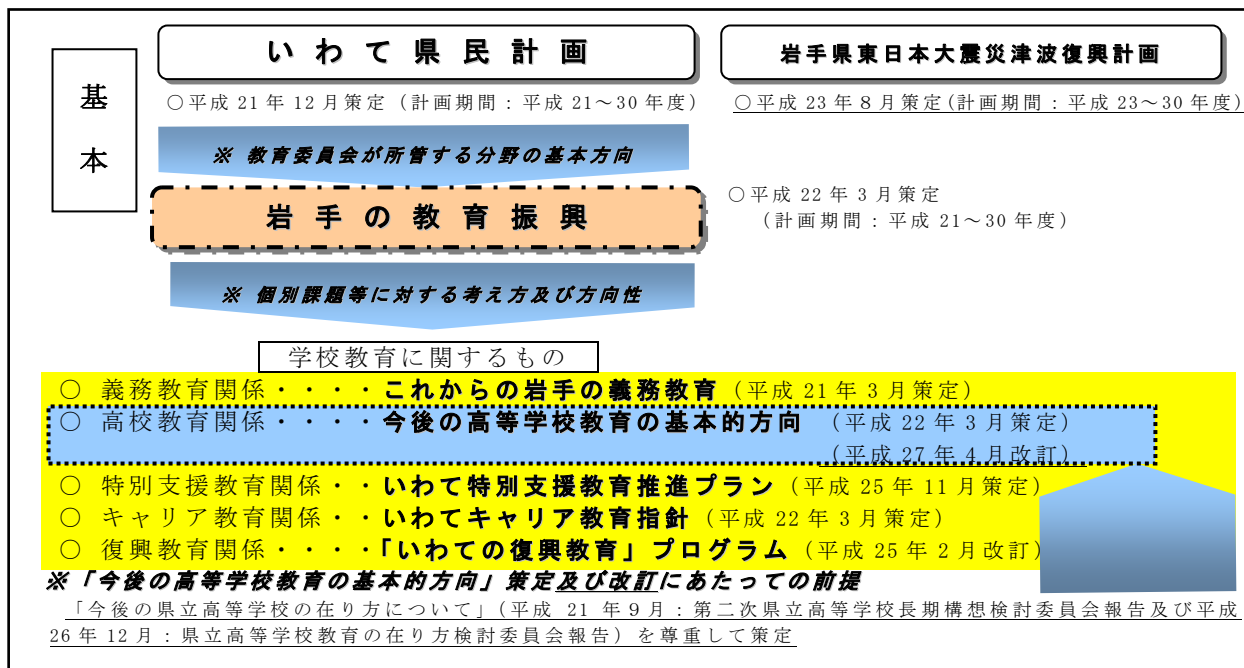 基本
いわて県民計画
岩手県東日本大震災津波復興計画
○平成21年12月策定（計画期間：平成21～30年度）
○平成23年８月策定(計画期間：平成23～30年度)
※ 教育委員会が所管する分野の基本方向
岩手の教育振興
○平成22年３月策定
（計画期間：平成21～30年度）
※ 個別課題等に対する考え方及び方向性
学校教育に関するもの
○ 義務教育関係・・・・これからの岩手の義務教育（平成21年３月策定）
○ 高校教育関係・・・・今後の高等学校教育の基本的方向 （平成22年３月策定）
（平成27年４月改訂）
○ 特別支援教育関係・・いわて特別支援教育推進プラン（平成25年11月策定）
○ キャリア教育関係・・いわてキャリア教育指針（平成22年３月策定）
○ 復興教育関係・・・・「いわての復興教育」プログラム（平成25年２月改訂）
※「今後の高等学校教育の基本的方向」策定及び改訂にあたっての前提
「今後の県立高等学校の在り方について」（平成 21 年９月：第二次県立高等学校長期構想検討委員会報告及び平成
26年12月：県立高等学校教育の在り方検討委員会報告）を尊重して策定